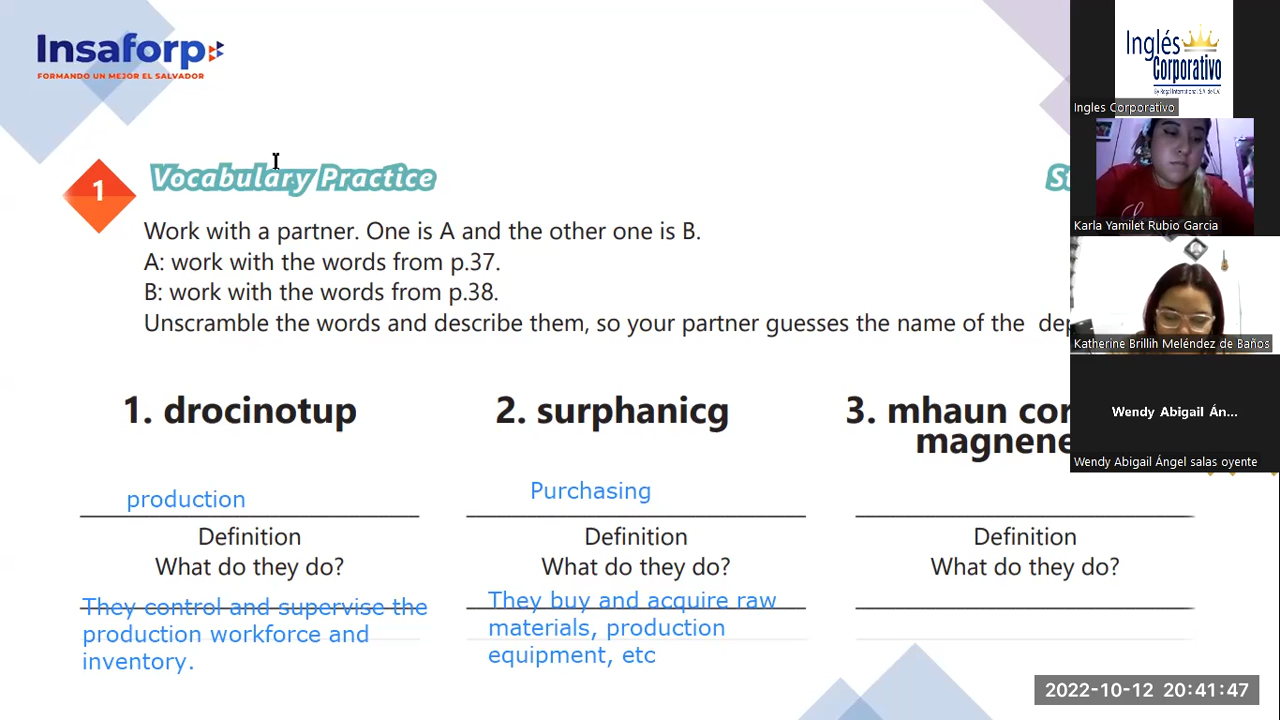 Insaforp
FORMANDO UN MEJOR EL SALVADOR
Inglés
Corporativo
Ingles Corporativo
1
Vocabulary Practice
St
Work with a partner. One is A and the other one is B.
A: work with the words from p.37.
B: work with the words from p.38.
Unscramble the words and describe them, so your partner guesses the name of the dep
Karla Yamilet Rubio Garcia
Katherine Brillih Meléndez de Baños
Wendy Abigail Án...
Wendy Abigail Ángel salas oyente
1. drocinotup
2. surphanicg
3. mhaun cor
magnene
production
Purchasing
Definition
What do they do?
Definition
What do they do?
Definition
What do they do?
They control and supervise the
production workforce and
inventory.
They buy and acquire raw
materials, production
equipment, etc
2022-10-12 20:41:47